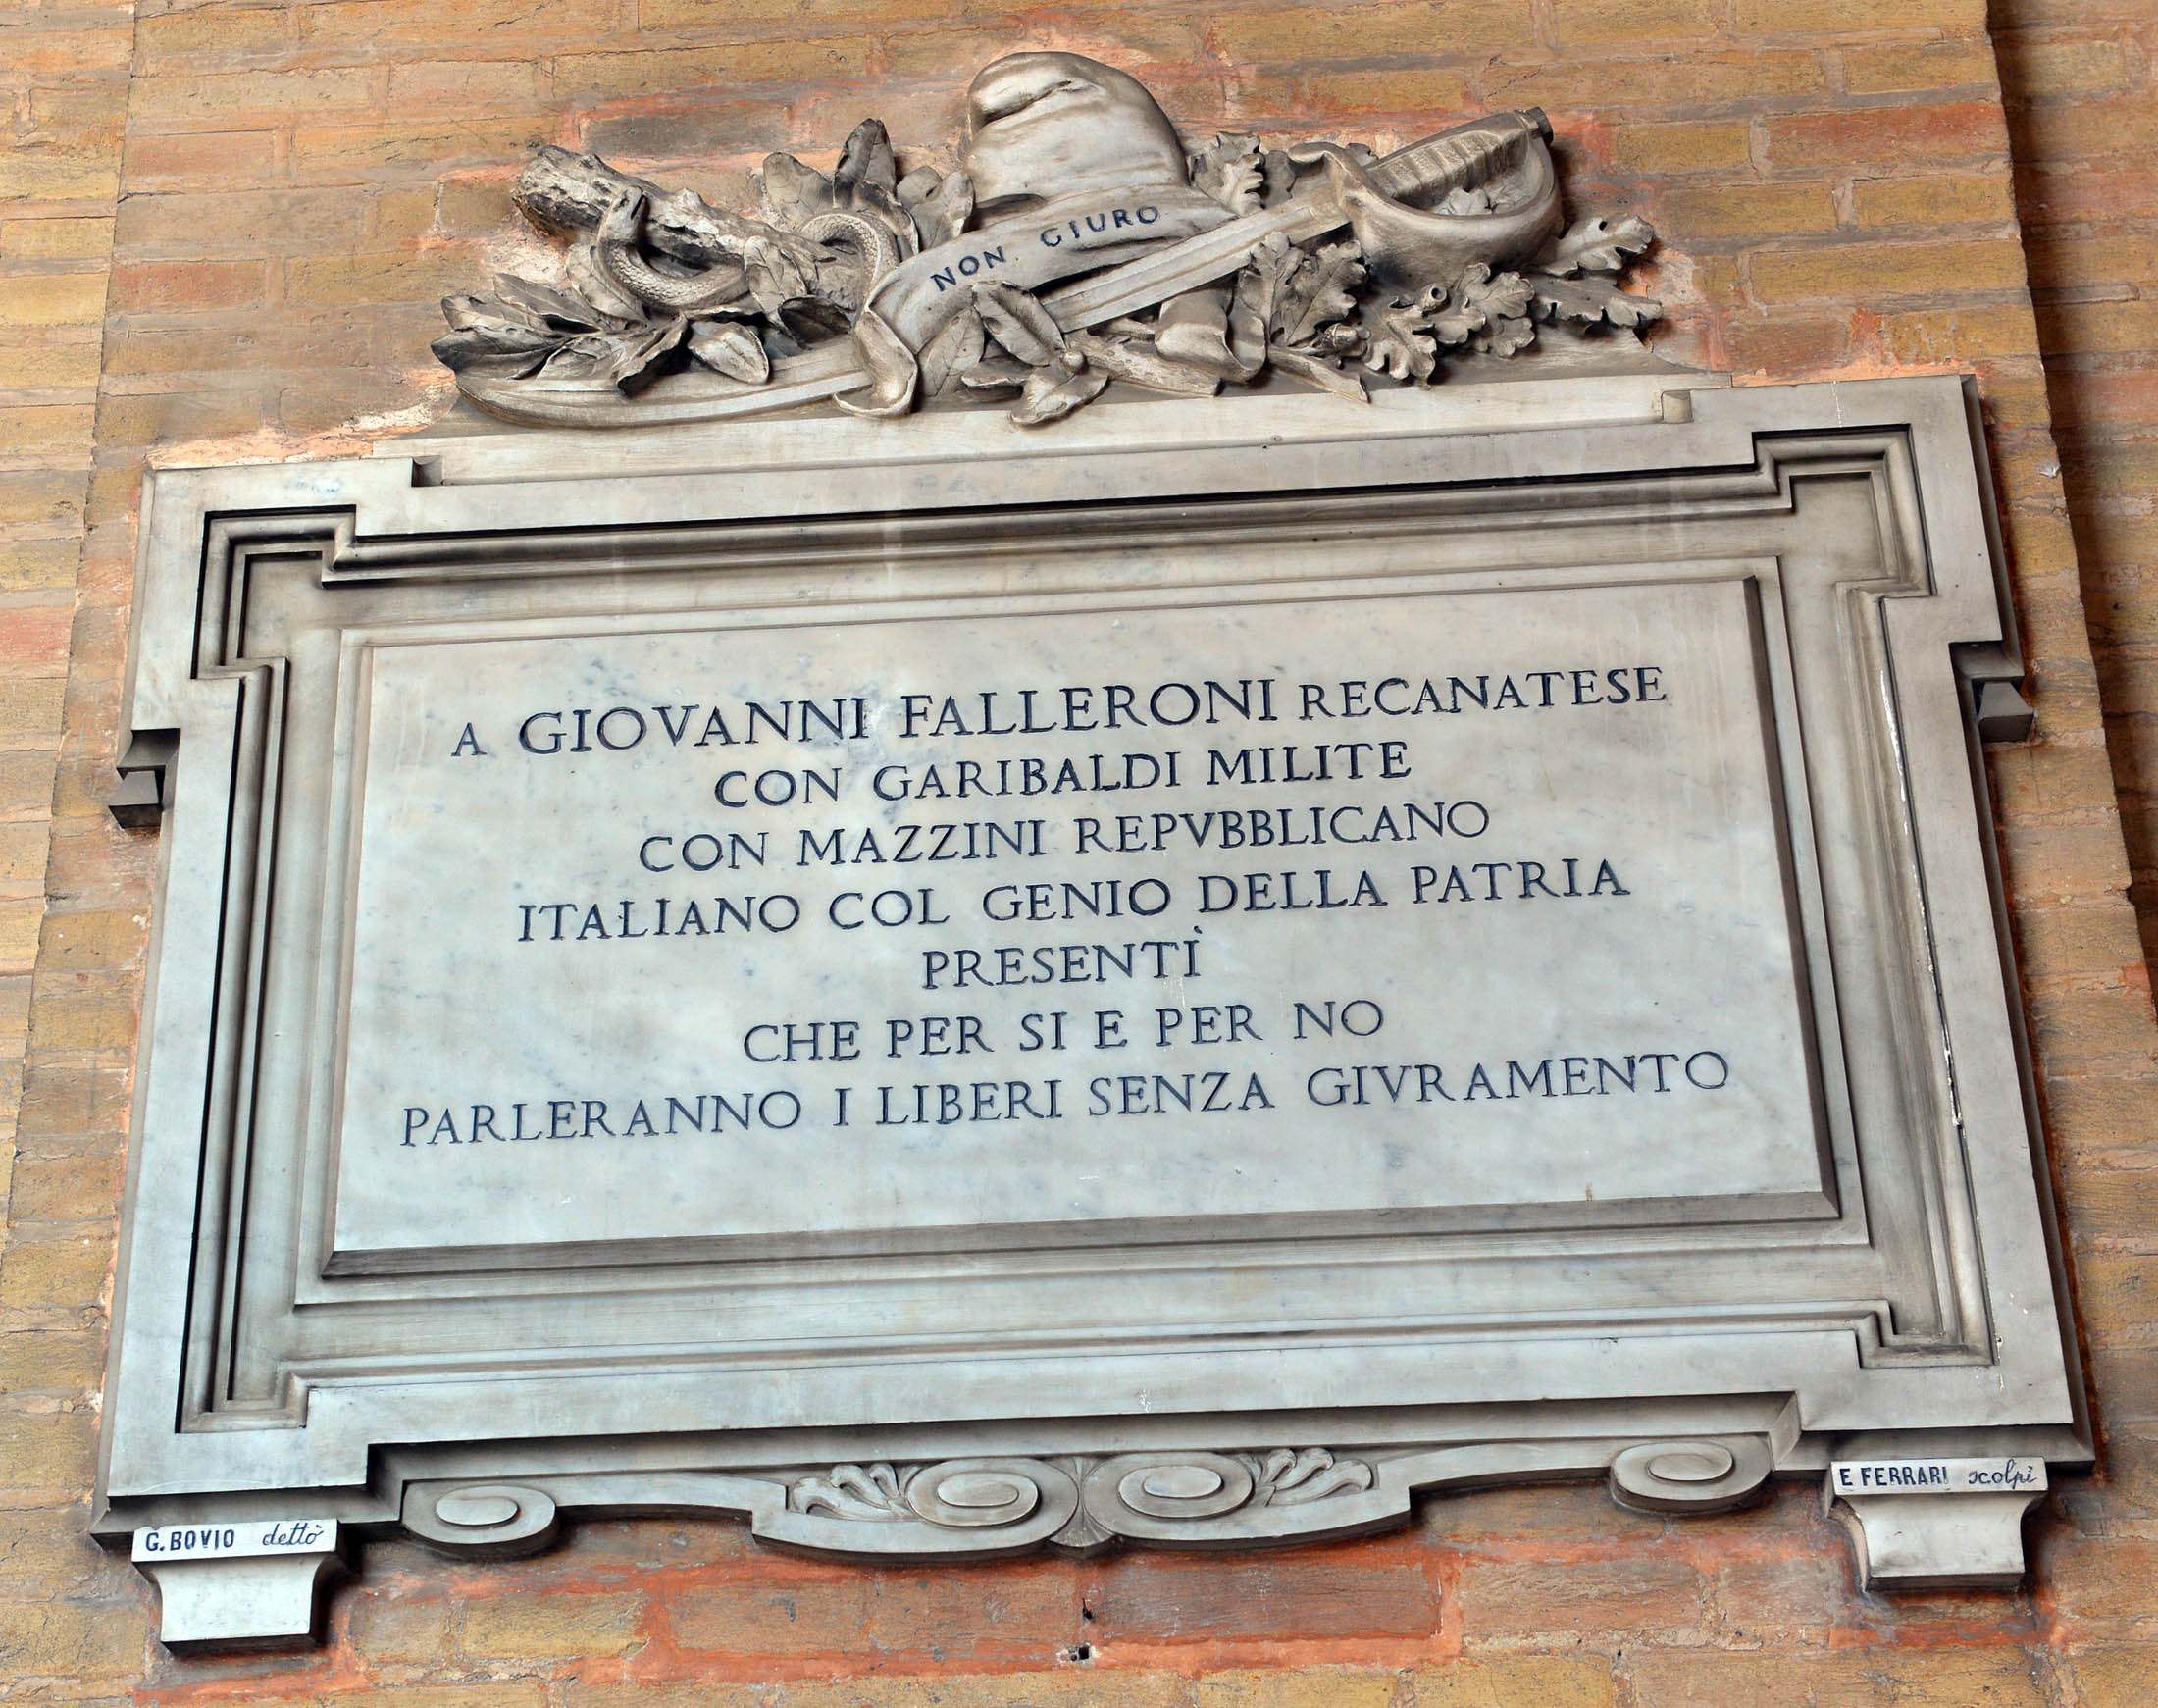 NON GIURO
A GIOVANNI FALLERONI RECANATESE
CON GARIBALDI MILITE
CON MAZZINI REPVBBLICANO
ITALIANO COL GENIO DELLA PATRIA
PRESENTÌ
CHE PER SI E PER NO
PARLERANNO I LIBERI SENZA GIVRAMENTO
G. BOVIO dettò
E FERRARI scolpì